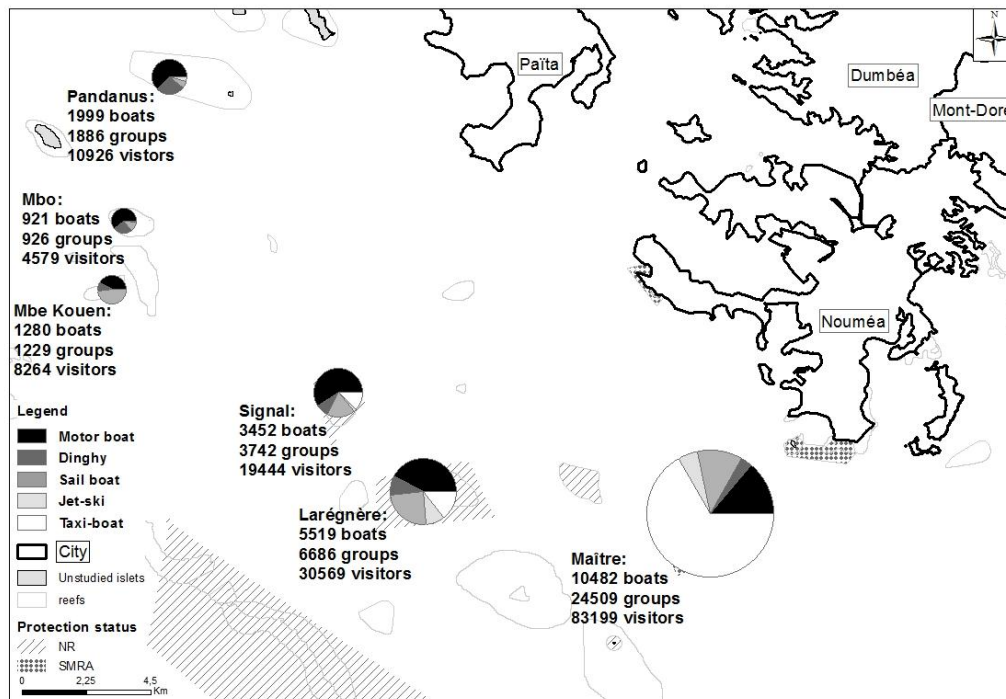 N
Païta
Dumbéa
Mont-Dore
Pandanus:
1999 boats
1886 groups
10926 vistors
Mbo:
921 boats
926 groups
4579 visitors
Mbe Kouen:
1280 boats
1229 groups
8264 visitors
Nouméa
Signal:
3452 boats
3742 groups
19444 visitors
Larégnère:
5519 boats
6686 groups
30569 visitors
Maître:
10482 boats
24509 groups
83199 visitors
Legend
Motor boat
Dinghy
Sail boat
Jet-ski
Taxi-boat
City
Unstudied islets
reefs
Protection status
NR
SMRA
0 2,25 4,5
Km